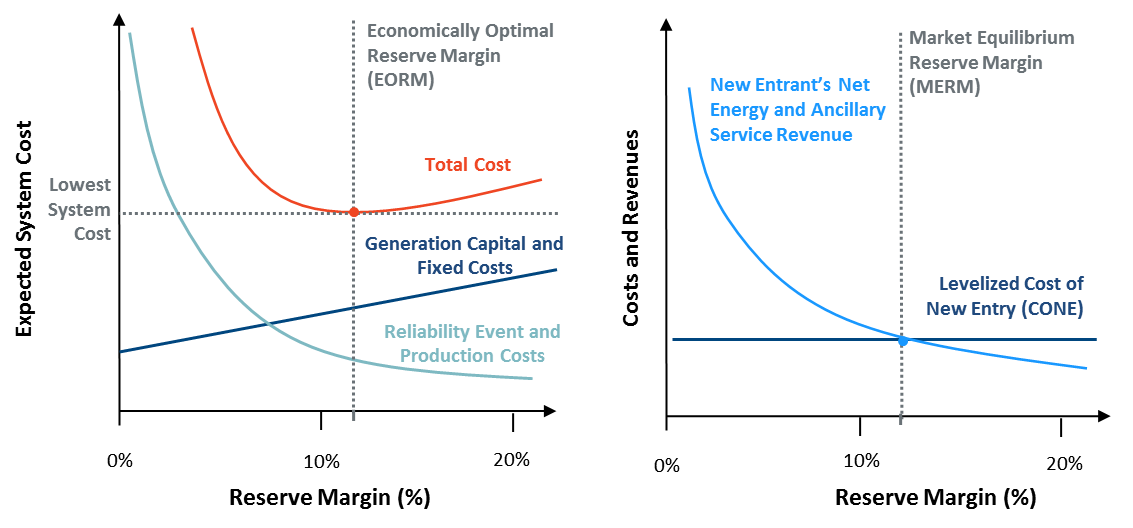 Expected System Cost
Economically Optimal
Reserve Margin
(EORM)
Total Cost
Lowest
System
Cost
Generation Capital and
Fixed Costs
Reliability Event and
Production Costs
0%
10%
20%
Reserve Margin (%)
Costs and Revenues
Market Equilibrium
Reserve Margin
(MERM)
New Entrant’s Net
Energy and Ancillary
Service Revenue
Levelized Cost of
New Entry (CONE)
0%
10%
20%
Reserve Margin (%)